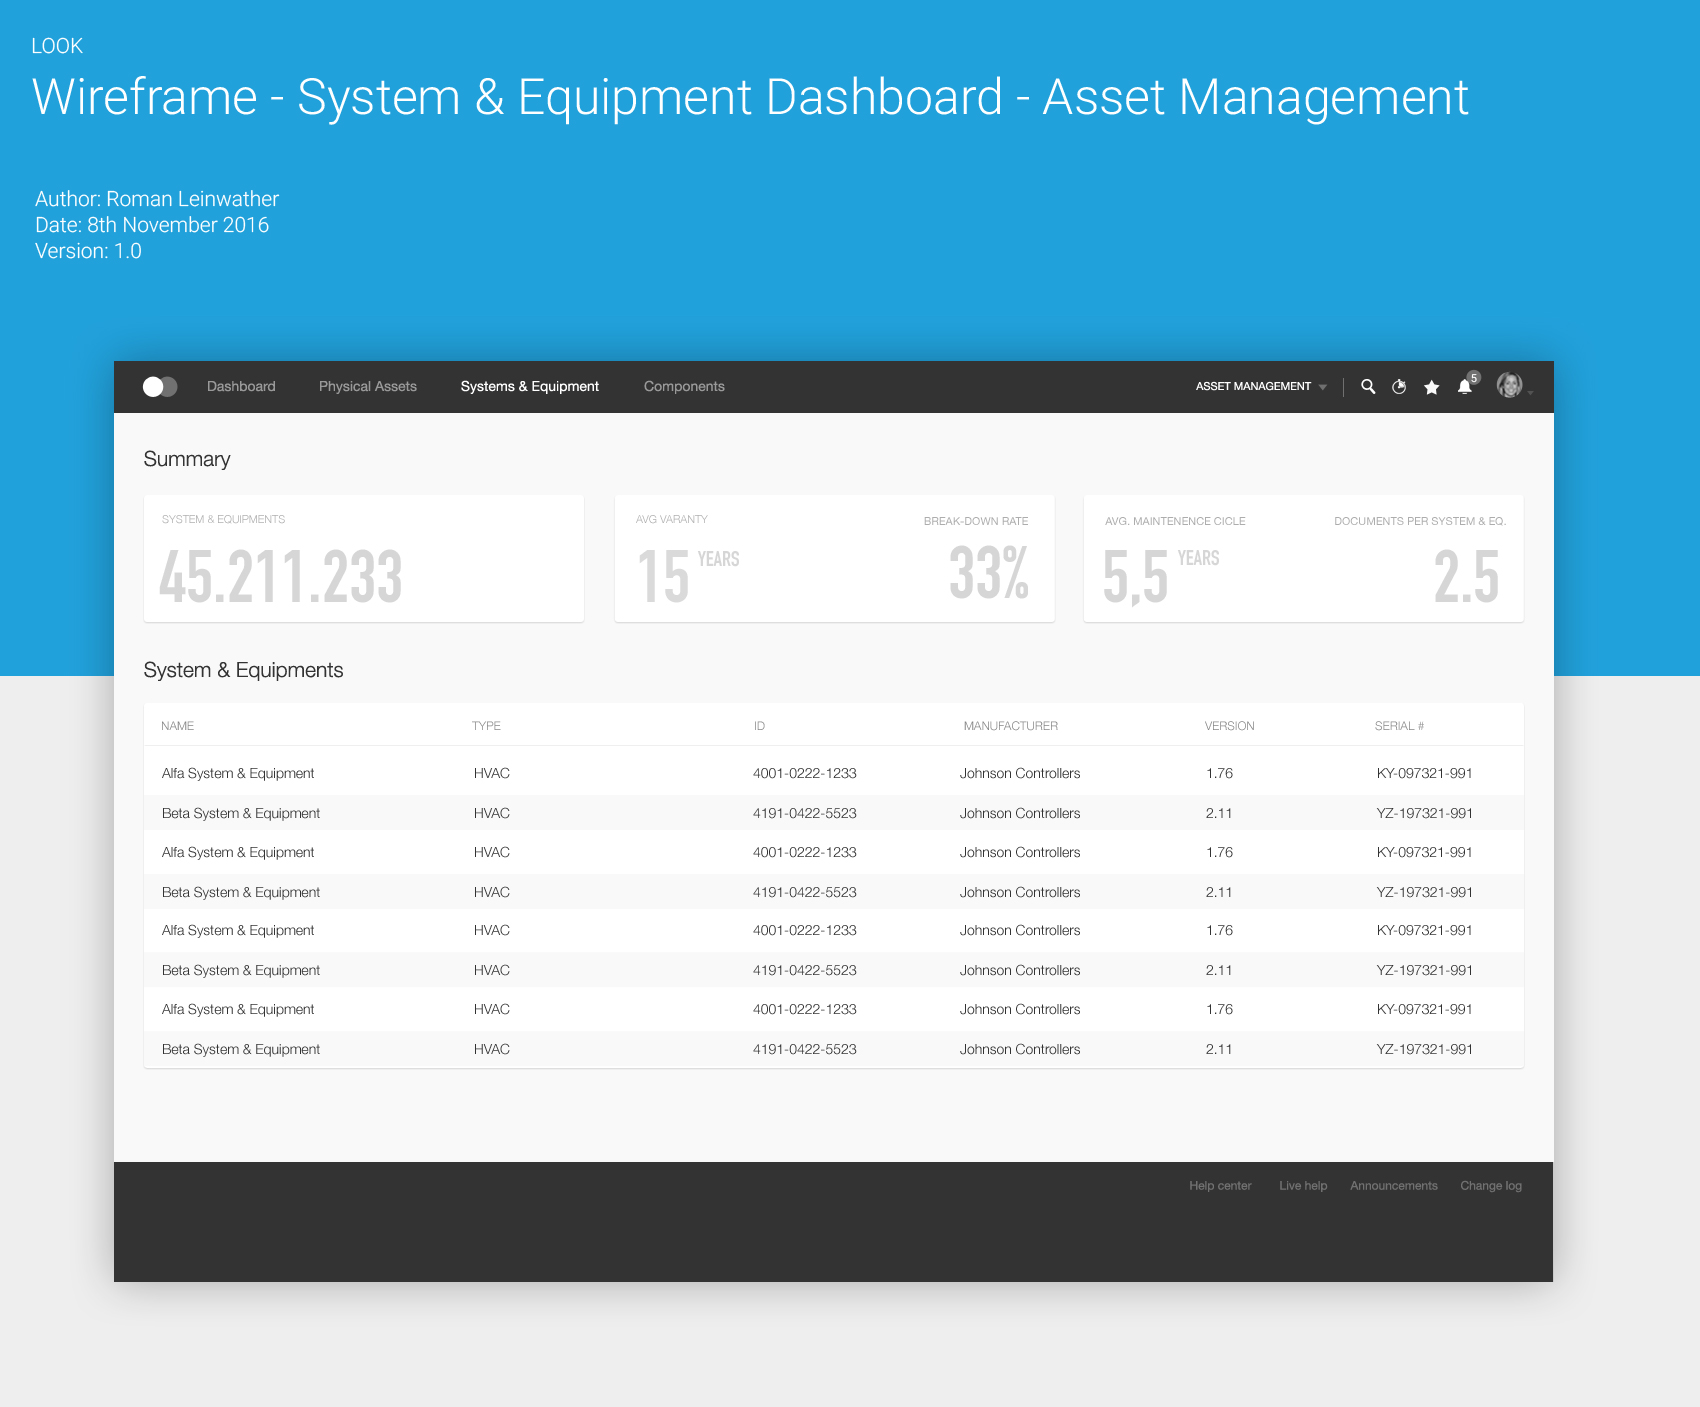 LOOK
Wireframe - System & Equipment Dashboard - Asset Management
Author: Roman Leinwather
Date: 8th November 2016
Version: 1.0
Dashboard Physical Assets Systems & Equipment Components ASSET MANAGEMENT 5
Summary
SYSTEM & EQUIPMENTS
45.211.233
AVG VARANTY BREAK-DOWN RATE
15 YEARS 33%
AVG. MAINTENENCE CICLE DOCUMENTS PER SYSTEM & EQ.
5,5 YEARS 2.5
System & Equipments
NAME TYPE ID MANUFACTURER VERSION SERIAL #
Alfa System & Equipment HVAC 4001-0222-1233 Johnson Controllers 1.76 KY-097321-991
Beta System & Equipment HVAC 4191-0422-5523 Johnson Controllers 2.11 YZ-197321-991
Alfa System & Equipment HVAC 4001-0222-1233 Johnson Controllers 1.76 KY-097321-991
Beta System & Equipment HVAC 4191-0422-5523 Johnson Controllers 2.11 YZ-197321-991
Alfa System & Equipment HVAC 4001-0222-1233 Johnson Controllers 1.76 KY-097321-991
Beta System & Equipment HVAC 4191-0422-5523 Johnson Controllers 2.11 YZ-197321-991
Alfa System & Equipment HVAC 4001-0222-1233 Johnson Controllers 1.76 KY-097321-991
Beta System & Equipment HVAC 4191-0422-5523 Johnson Controllers 2.11 YZ-197321-991
Help center Live help Announcements Change log